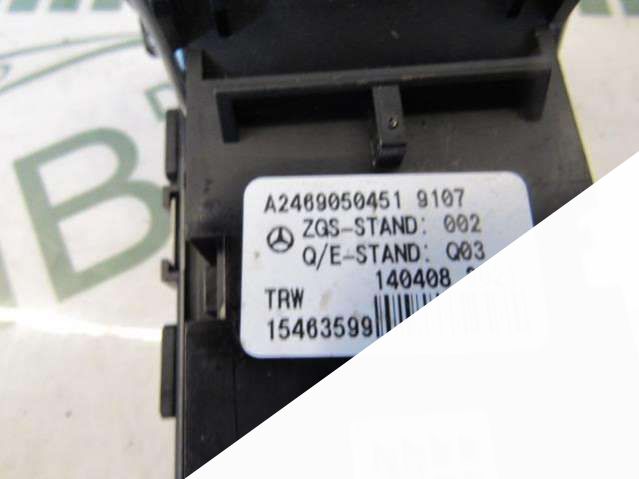 A2469050451 9107
ZGS-STAND: 002
Q/E-STAND: Q03
140408
TRW
15463599